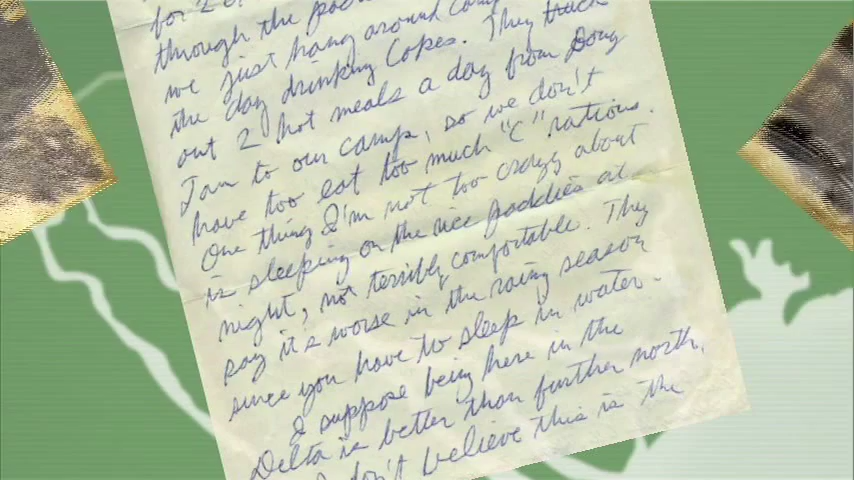 for 2 or
through the padd
we just hang around camp
the day drinking Cokes. They truck
out 2 hot meals a day from Dong
Tam to our camp, so we don't
have too eat too much "C" rations.
One thing I'm not too crazy about
is sleeping on the rice paddies at
night, not terribly comfortable. They
say it's worse in the rainy season
since you have to sleep in water.
I suppose being here in the
Delta is better than further north.
I don't believe this is the